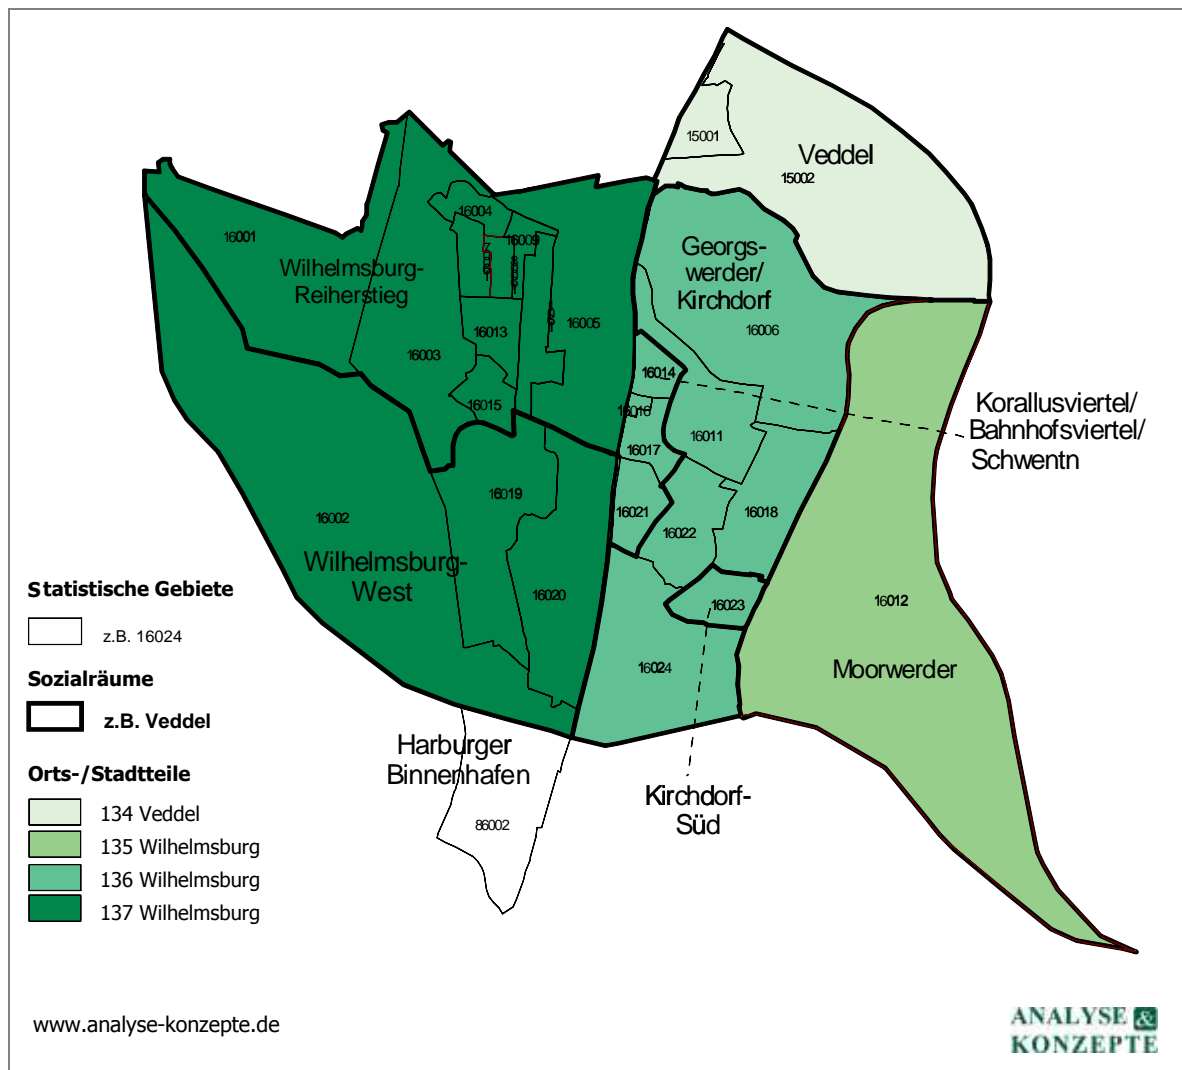 15001
Veddel
15002
16004
16009
16001
Georgs-
werder/
Kirchdorf
Wilhelmsburg-
Reiherstieg
16005
16006
16013
16003
16014
16015
16016
Korallusviertel/
Bahnhofsviertel/
Schwentn
16011
16017
16019
16002
16021
16018
16022
Wilhelmsburg-
West
16020
16023
16012
16024
Moorwerder
Statistische Gebiete
z.B. 16024
Sozialräume
z.B. Veddel
Harburger
Binnenhafen
Kirchdorf-
Süd
86002
Orts-/Stadtteile
134 Veddel
135 Wilhelmsburg
136 Wilhelmsburg
137 Wilhelmsburg
www.analyse-konzepte.de
ANALYSE &
KONZEPTE